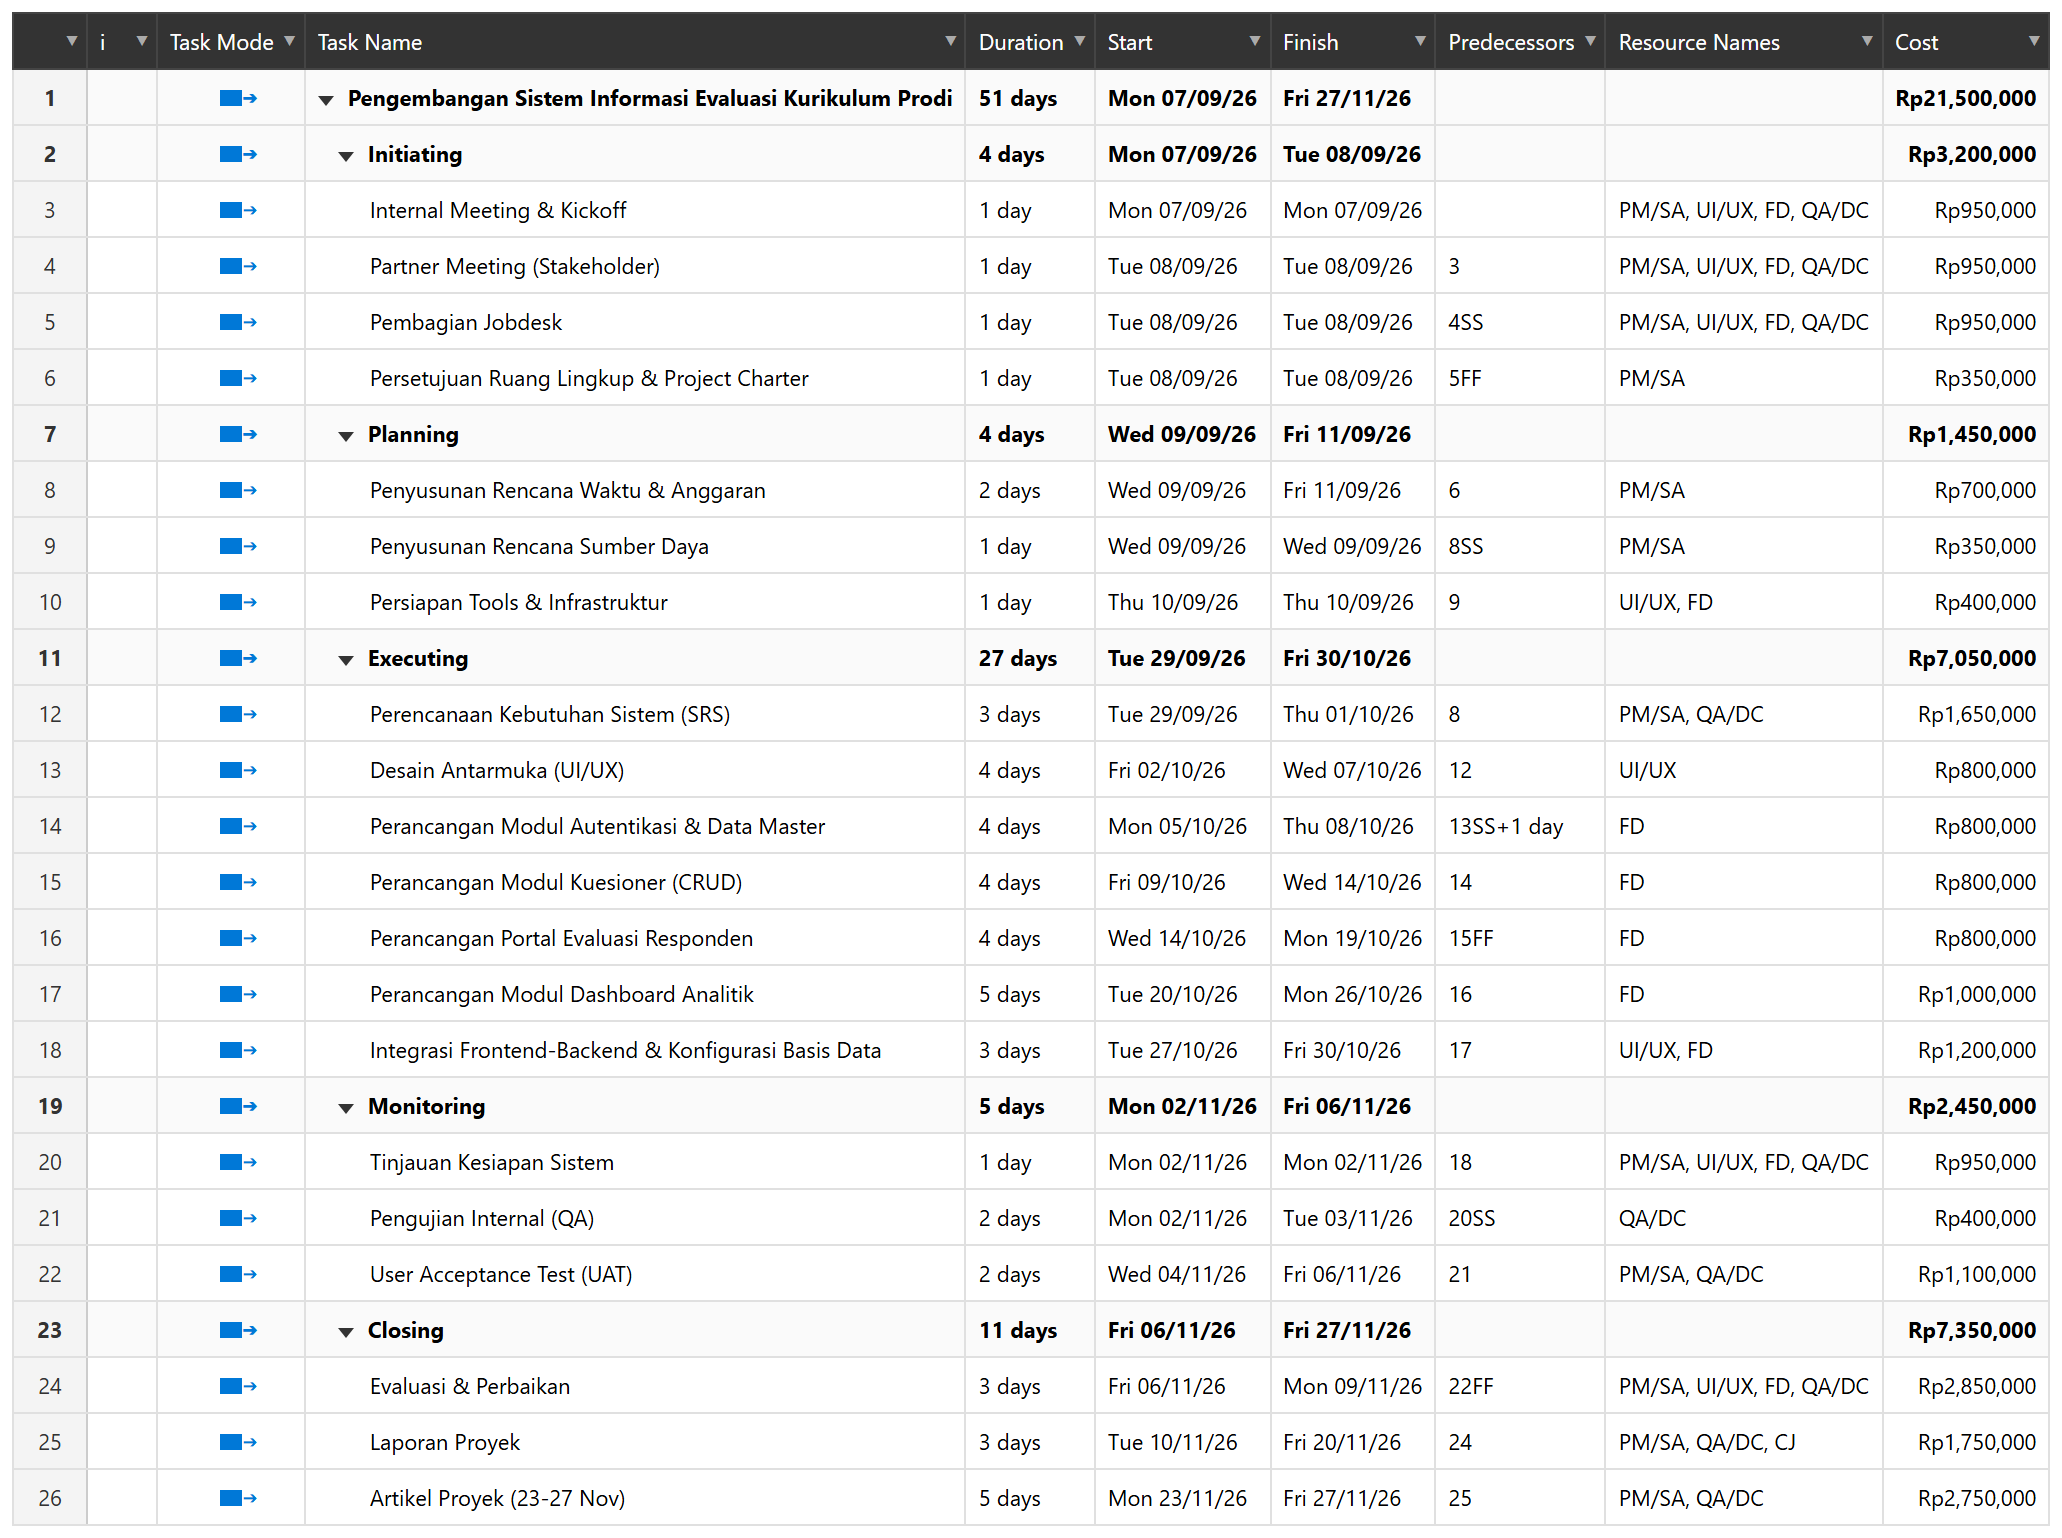 i Task Mode Task Name Duration Start Finish Predecessors Resource Names Cost
1 Pengembangan Sistem Informasi Evaluasi Kurikulum Prodi 51 days Mon 07/09/26 Fri 27/11/26 Rp21,500,000
2 Initiating 4 days Mon 07/09/26 Tue 08/09/26 Rp3,200,000
3 Internal Meeting & Kickoff 1 day Mon 07/09/26 Mon 07/09/26 PM/SA, UI/UX, FD, QA/DC Rp950,000
4 Partner Meeting (Stakeholder) 1 day Tue 08/09/26 Tue 08/09/26 3 PM/SA, UI/UX, FD, QA/DC Rp950,000
5 Pembagian Jobdesk 1 day Tue 08/09/26 Tue 08/09/26 4SS PM/SA, UI/UX, FD, QA/DC Rp950,000
6 Persetujuan Ruang Lingkup & Project Charter 1 day Tue 08/09/26 Tue 08/09/26 5FF PM/SA Rp350,000
7 Planning 4 days Wed 09/09/26 Fri 11/09/26 Rp1,450,000
8 Penyusunan Rencana Waktu & Anggaran 2 days Wed 09/09/26 Fri 11/09/26 6 PM/SA Rp700,000
9 Penyusunan Rencana Sumber Daya 1 day Wed 09/09/26 Wed 09/09/26 8SS PM/SA Rp350,000
10 Persiapan Tools & Infrastruktur 1 day Thu 10/09/26 Thu 10/09/26 9 UI/UX, FD Rp400,000
11 Executing 27 days Tue 29/09/26 Fri 30/10/26 Rp7,050,000
12 Perencanaan Kebutuhan Sistem (SRS) 3 days Tue 29/09/26 Thu 01/10/26 8 PM/SA, QA/DC Rp1,650,000
13 Desain Antarmuka (UI/UX) 4 days Fri 02/10/26 Wed 07/10/26 12 UI/UX Rp800,000
14 Perancangan Modul Autentikasi & Data Master 4 days Mon 05/10/26 Thu 08/10/26 13SS+1 day FD Rp800,000
15 Perancangan Modul Kuesioner (CRUD) 4 days Fri 09/10/26 Wed 14/10/26 14 FD Rp800,000
16 Perancangan Portal Evaluasi Responden 4 days Wed 14/10/26 Mon 19/10/26 15FF FD Rp800,000
17 Perancangan Modul Dashboard Analitik 5 days Tue 20/10/26 Mon 26/10/26 16 FD Rp1,000,000
18 Integrasi Frontend-Backend & Konfigurasi Basis Data 3 days Tue 27/10/26 Fri 30/10/26 17 UI/UX, FD Rp1,200,000
19 Monitoring 5 days Mon 02/11/26 Fri 06/11/26 Rp2,450,000
20 Tinjauan Kesiapan Sistem 1 day Mon 02/11/26 Mon 02/11/26 18 PM/SA, UI/UX, FD, QA/DC Rp950,000
21 Pengujian Internal (QA) 2 days Mon 02/11/26 Tue 03/11/26 20SS QA/DC Rp400,000
22 User Acceptance Test (UAT) 2 days Wed 04/11/26 Fri 06/11/26 21 PM/SA, QA/DC Rp1,100,000
23 Closing 11 days Fri 06/11/26 Fri 27/11/26 Rp7,350,000
24 Evaluasi & Perbaikan 3 days Fri 06/11/26 Mon 09/11/26 22FF PM/SA, UI/UX, FD, QA/DC Rp2,850,000
25 Laporan Proyek 3 days Tue 10/11/26 Fri 20/11/26 24 PM/SA, QA/DC, CJ Rp1,750,000
26 Artikel Proyek (23-27 Nov) 5 days Mon 23/11/26 Fri 27/11/26 25 PM/SA, QA/DC Rp2,750,000